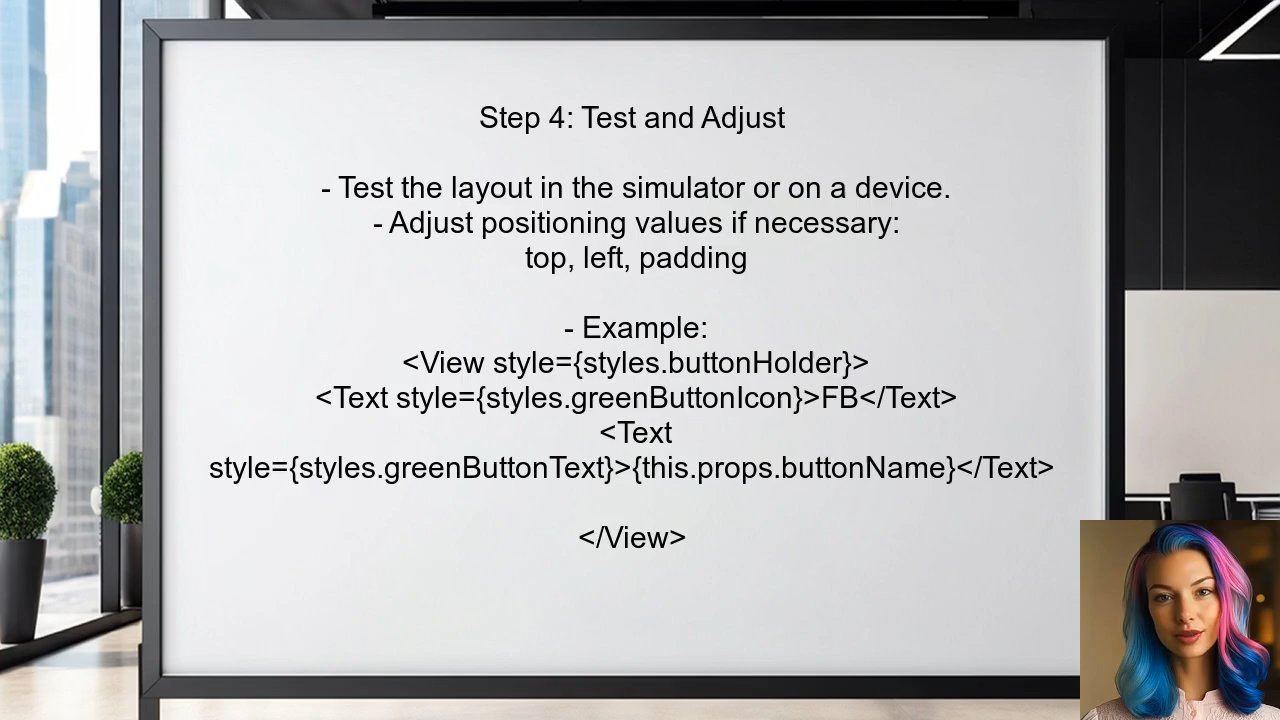 Step 4: Test and Adjust
- Test the layout in the simulator or on a device.
- Adjust positioning values if necessary:
top, left, padding
- Example:
<View style={styles.buttonHolder}>
<Text style={styles.greenButtonIcon}>FB</Text>
<Text
style={styles.greenButtonText}>{this.props.buttonName}</Text>
</View>